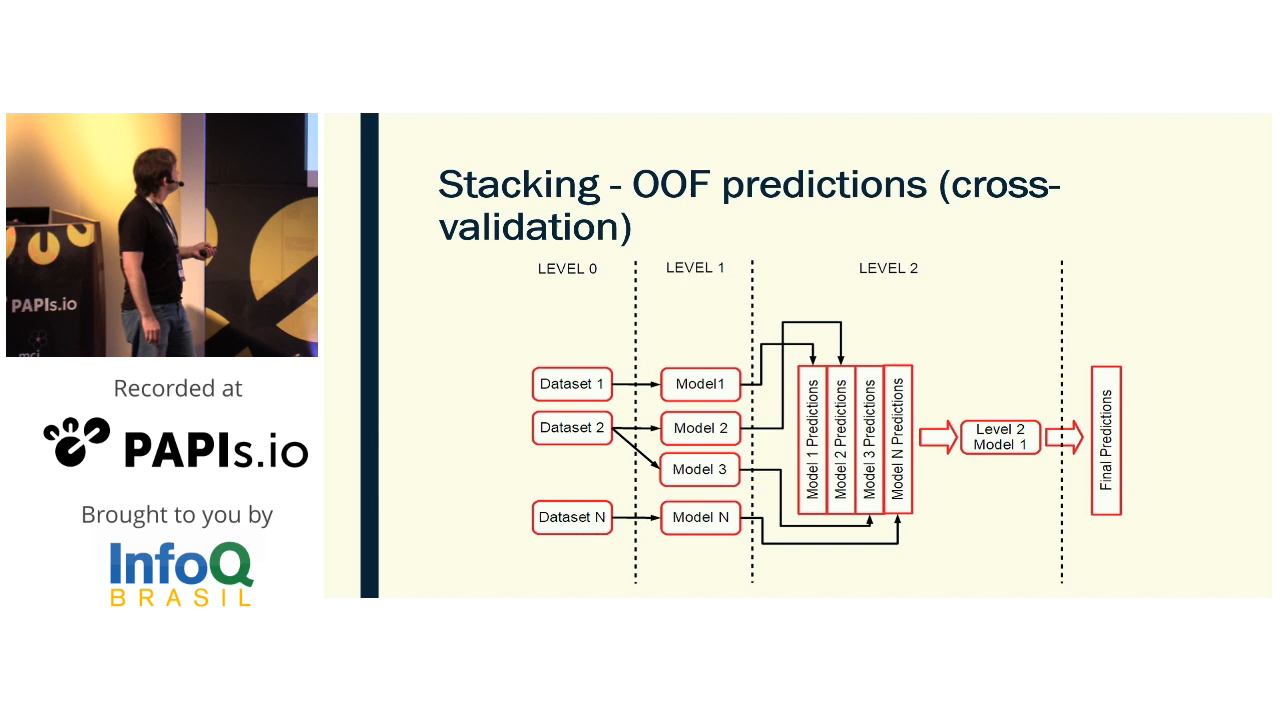 Stacking - OOF predictions (cross-
validation)
LEVEL 0
LEVEL 1
LEVEL 2
Dataset 1
Model1
Dataset 2
Model 2
Model 3
Dataset N
Model N
Model 1 Predictions
Model 2 Predictions
Model 3 Predictions
Model N Predictions
Level 2
Model 1
Final Predictions
PAPIs.io
mci
Recorded at
PAPIs.io
Brought to you by
InfoQ
BRASIL